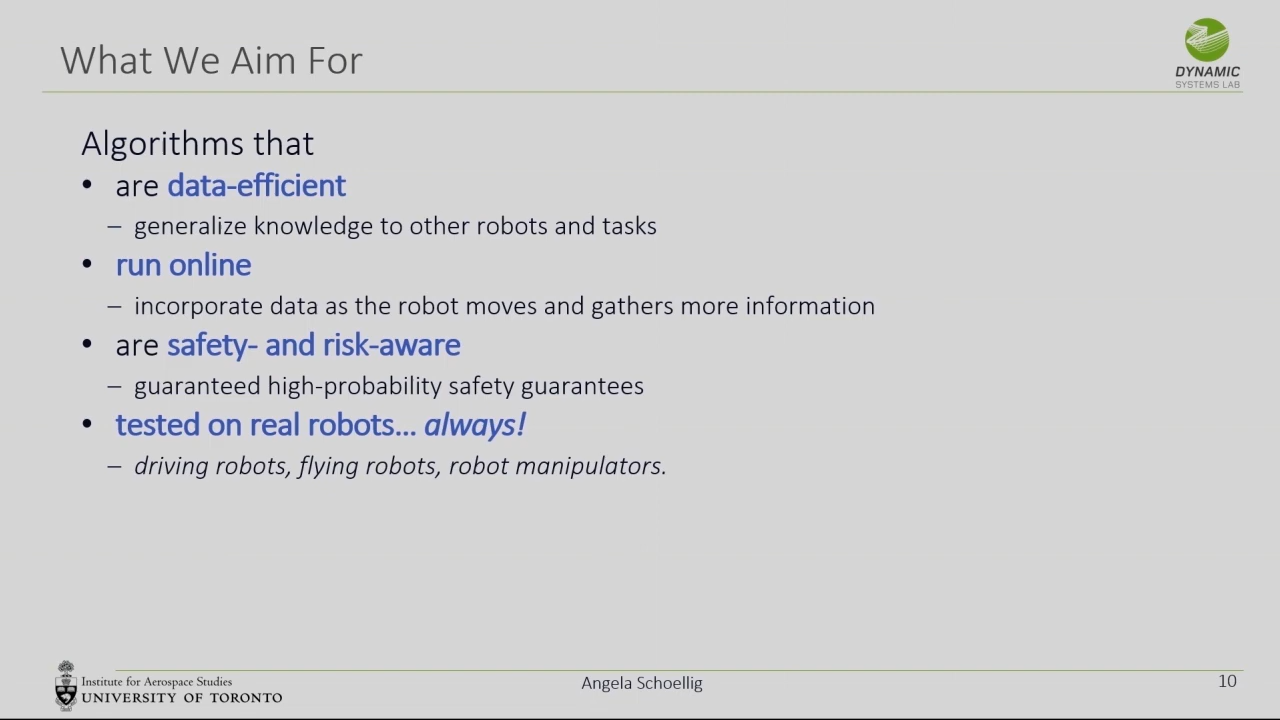 What We Aim For
DYNAMIC
SYSTEMS LAB
Algorithms that
• are data-efficient
– generalize knowledge to other robots and tasks
• run online
– incorporate data as the robot moves and gathers more information
• are safety- and risk-aware
– guaranteed high-probability safety guarantees
• tested on real robots... always!
– driving robots, flying robots, robot manipulators.
Institute for Aerospace Studies
UNIVERSITY OF TORONTO
Angela Schoellig
10